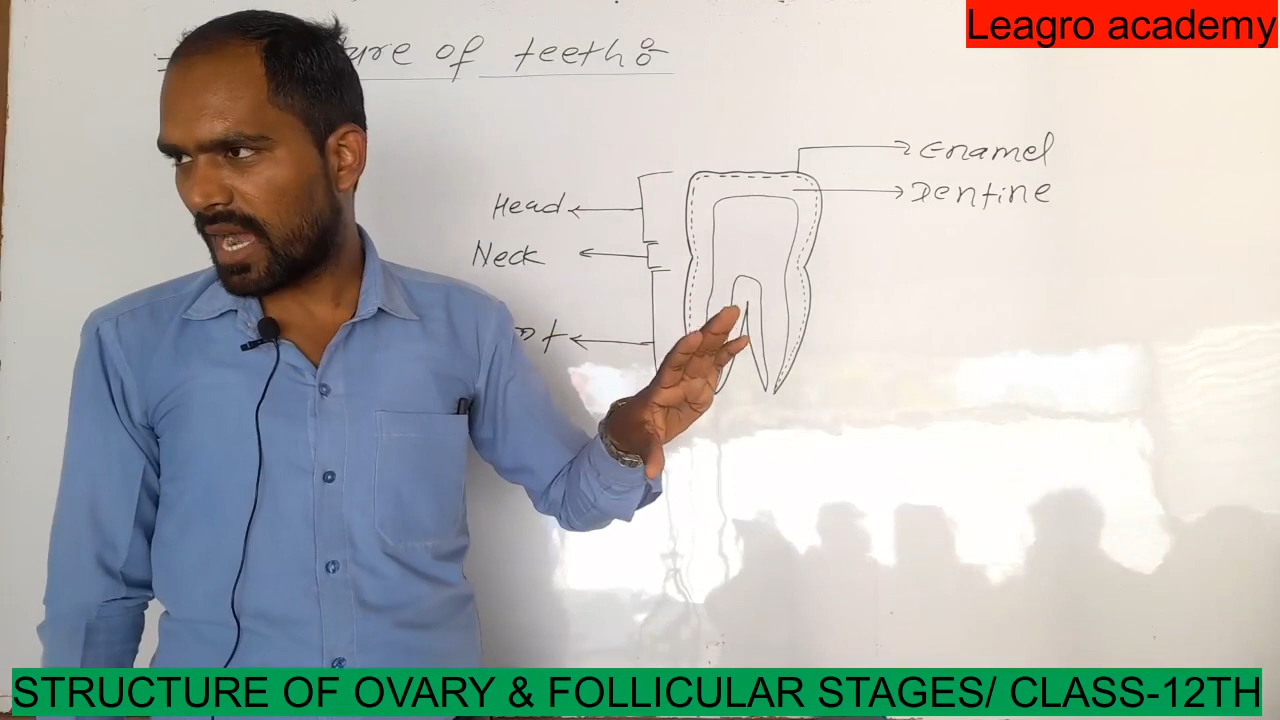 Leagro academy
of teeth
Enamel
Dentine
Head
Neck
STRUCTURE OF OVARY & FOLLICULAR STAGES/ CLASS-12TH